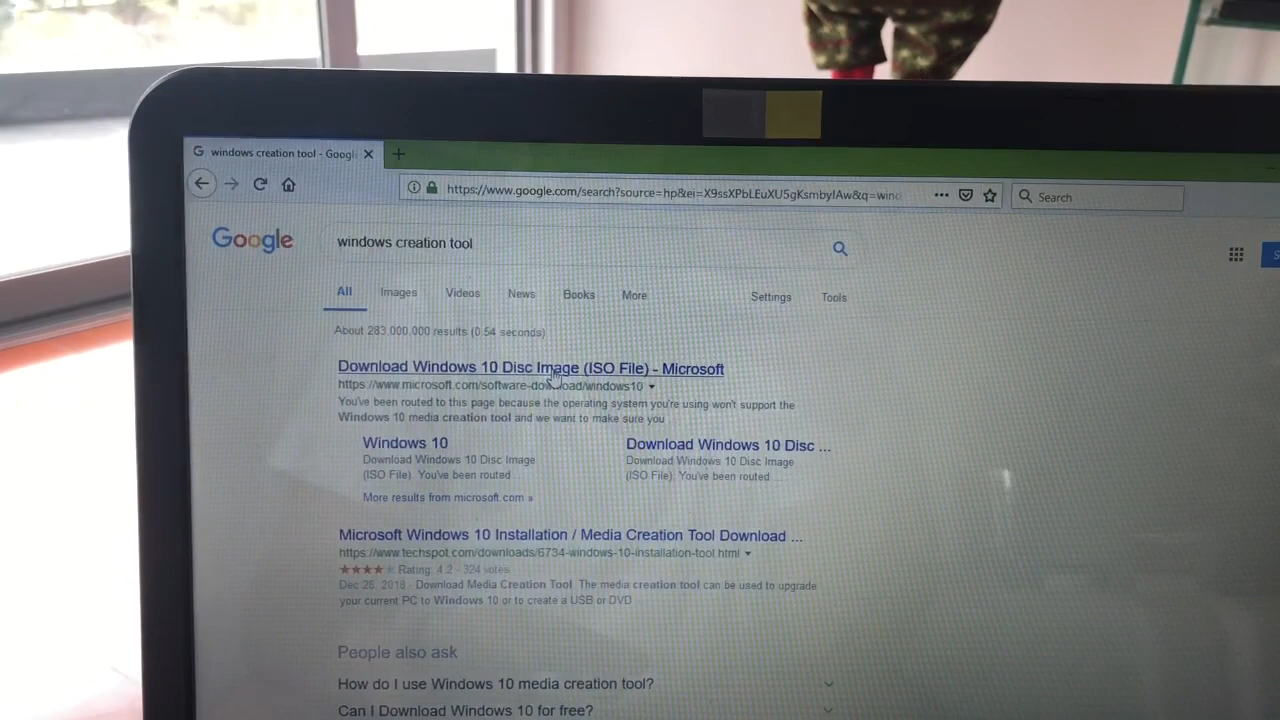 G windows creation tool - Googl
https://www.google.com/search?source=hp&ei=X9ssXPbLEuXU5gKsmbyIAw&q=wind
Search
Google
windows creation tool
All Images Videos News Books More Settings Tools
About 283,000,000 results (0.54 seconds)
Download Windows 10 Disc Image (ISO File) - Microsoft
https://www.microsoft.com/software-download/windows10
You've been routed to this page because the operating system you're using won't support the
Windows 10 media creation tool and we want to make sure you
Windows 10
Download Windows 10 Disc Image
(ISO File). You've been routed ...
Download Windows 10 Disc ...
Download Windows 10 Disc Image
(ISO File). You've been routed ...
More results from microsoft.com »
Microsoft Windows 10 Installation / Media Creation Tool Download ...
https://www.techspot.com/downloads/6734-windows-10-installation-tool.html
Rating: 4.2 - 324 votes
Dec 26, 2018 - Download Media Creation Tool. The media creation tool can be used to upgrade
your current PC to Windows 10 or to create a USB or DVD
People also ask
How do I use Windows 10 media creation tool?
Can I Download Windows 10 for free?